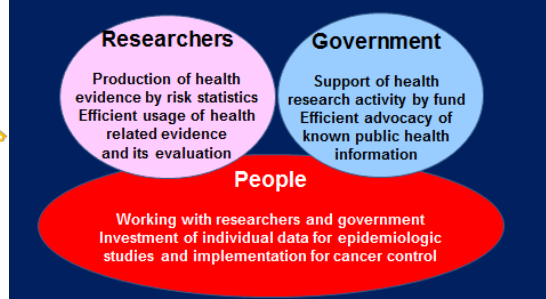 Researchers
Production of health
evidence by risk statistics
Efficient usage of health
related evidence
and its evaluation
Government
Support of health
research activity by fund
Efficient advocacy of
known public health
information
People
Working with researchers and government
Investment of individual data for epidemiologic
studies and implementation for cancer control